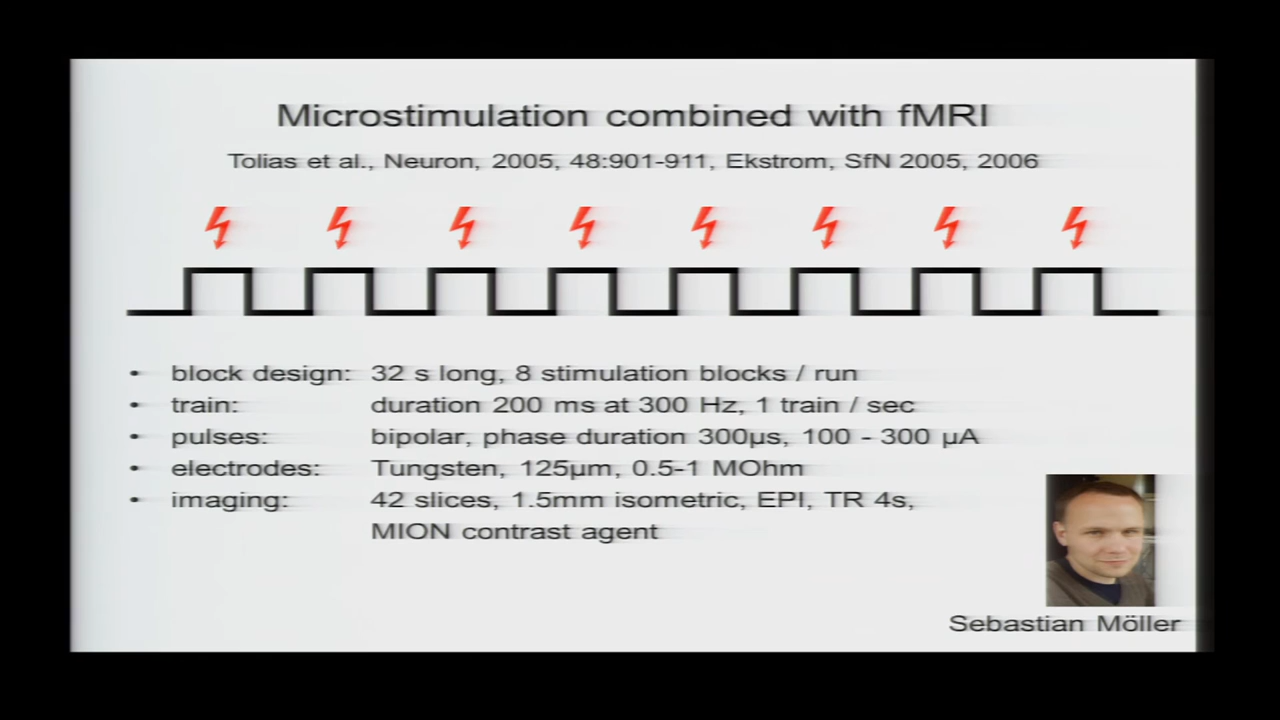 Microstimulation combined with fMRI
Tolias et al., Neuron, 2005, 48:901-911, Ekstrom, SfN 2005, 2006
• block design: 32 s long, 8 stimulation blocks / run
• train: duration 200 ms at 300 Hz, 1 train / sec
• pulses: bipolar, phase duration 300µs, 100 - 300 µA
• electrodes: Tungsten, 125µm, 0.5-1 MOhm
• imaging: 42 slices, 1.5mm isometric, EPI, TR 4s,
MION contrast agent
Sebastian Möller